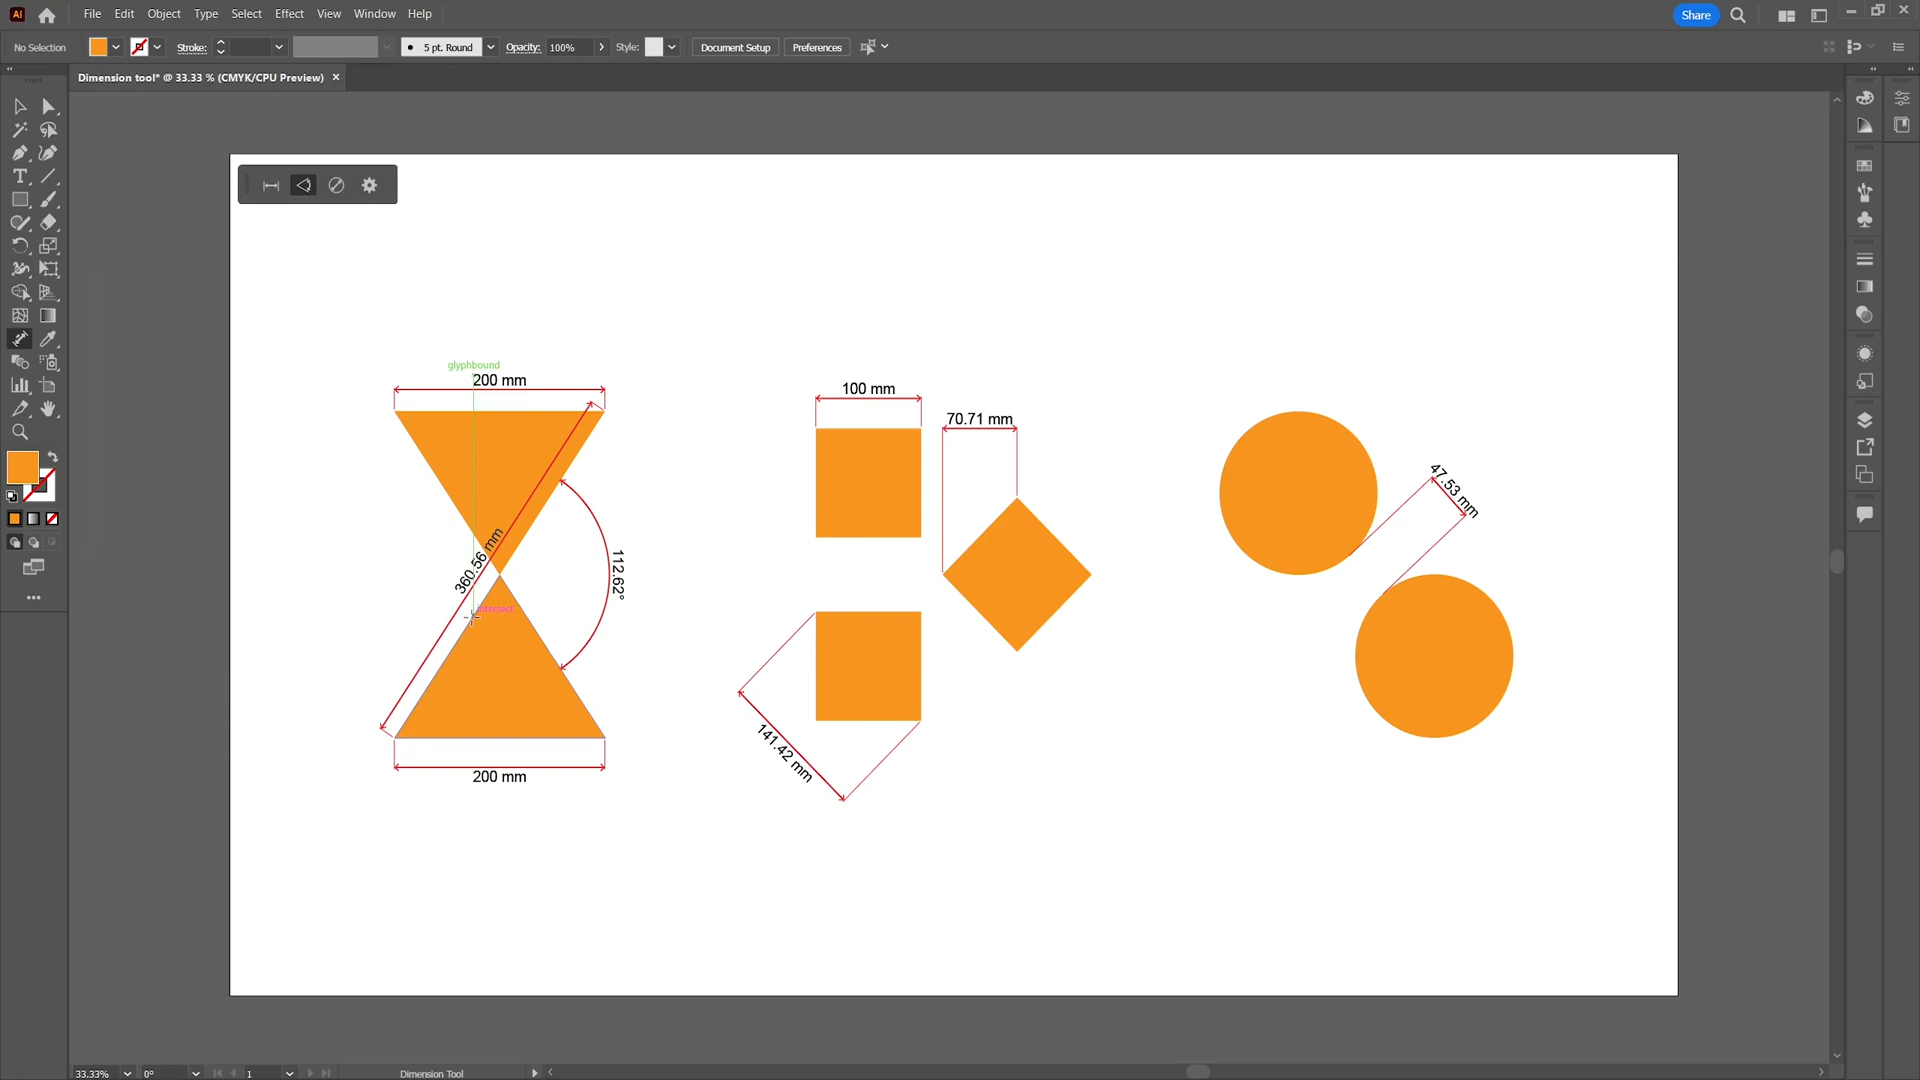 Ai File Edit Object Type Select Effect View Window Help Share
No Selection Stroke: 5 pt. Round Opacity: 100% Style: Document Setup Preferences
Dimension tool* @ 33.33 % (CMYK/CPU Preview) ×
glyphbound
200 mm
360.56 mm
112.62°
intersect
200 mm
100 mm
70.71 mm
141.42 mm
47.53 mm
33.33% 0° 1 Dimension Tool